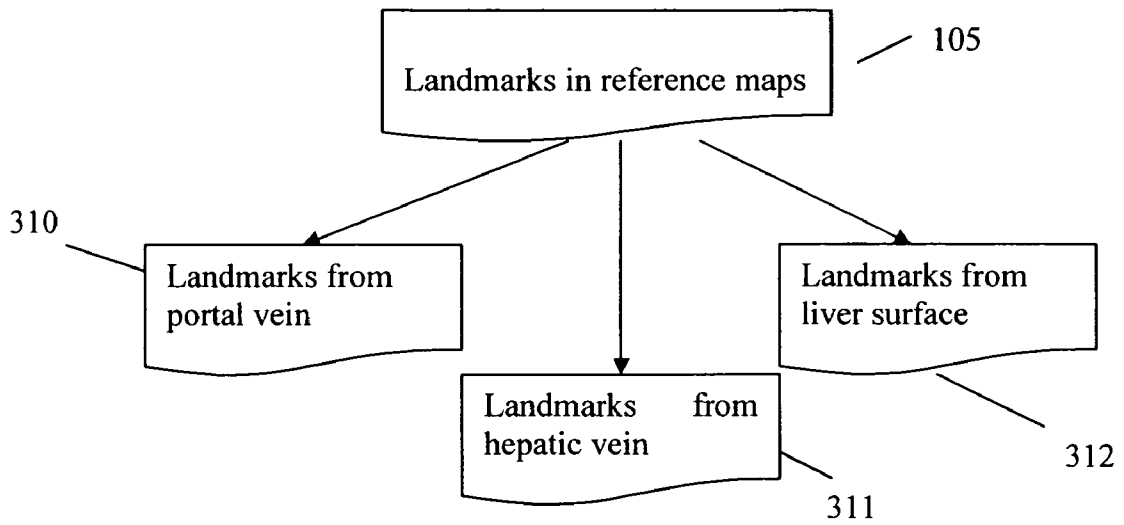 105
Landmarks in reference maps
310
Landmarks from
portal vein
Landmarks from
liver surface
Landmarks from
hepatic vein
312
311